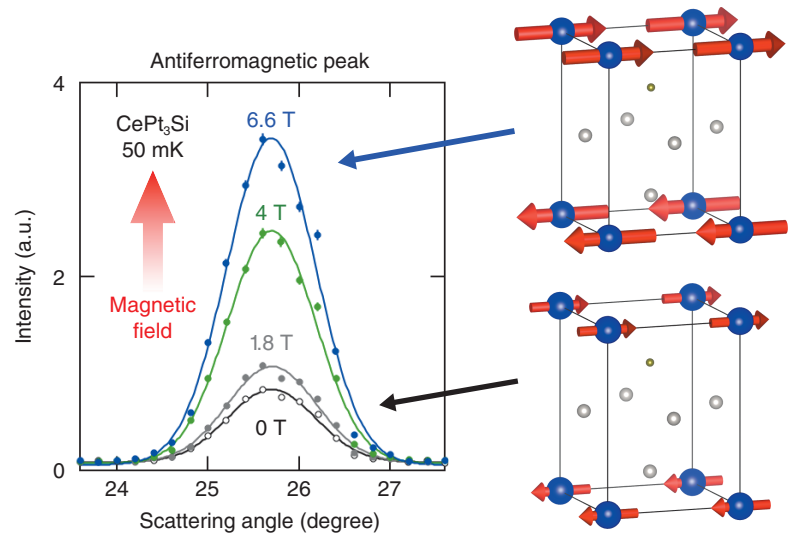 Antiferromagnetic peak
4
2
0
24
25
26
27
Intensity (a.u.)
Scattering angle (degree)
CePt₃Si
50 mK
Magnetic
field
6.6 T
4 T
1.8 T
0 T